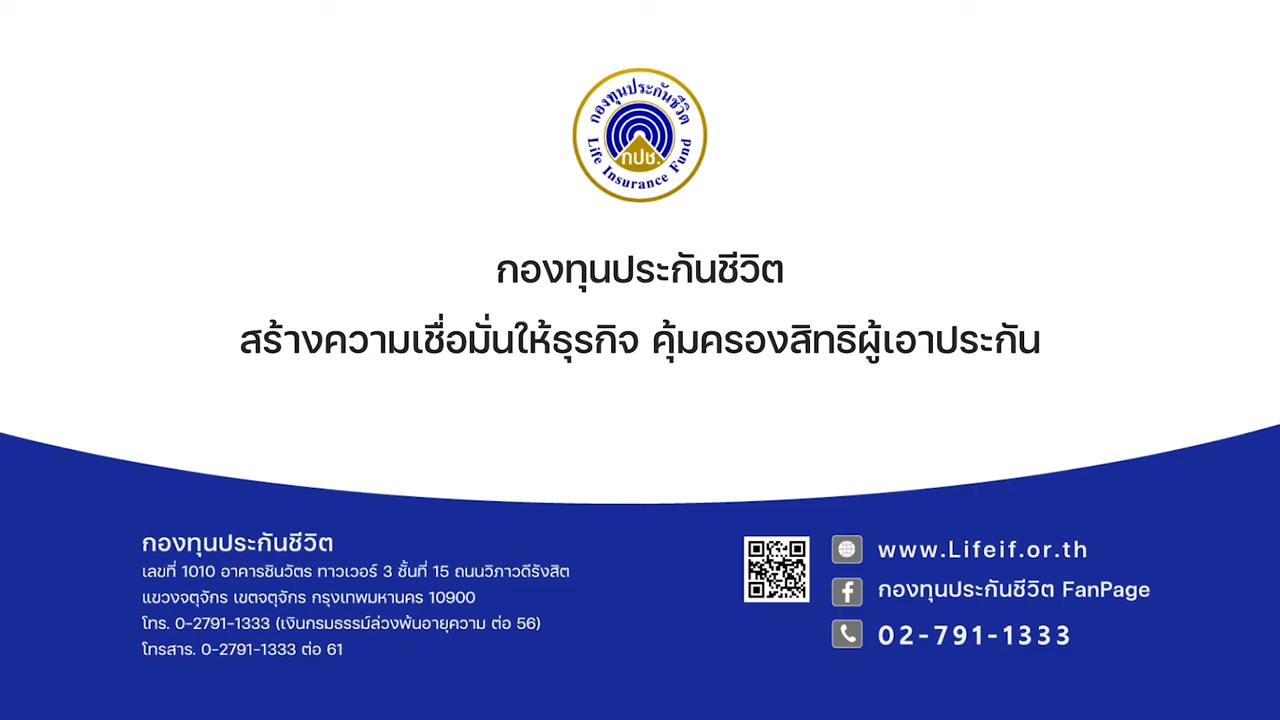 กองทุนประกันชีวิต
กปช.
Life Insurance Fund
กองทุนประกันชีวิต
สร้างความเชื่อมั่นให้ธุรกิจ คุ้มครองสิทธิผู้เอาประกัน
กองทุนประกันชีวิต
เลขที่ 1010 อาคารชินวัตร ทาวเวอร์ 3 ชั้นที่ 15 ถนนวิภาวดีรังสิต
แขวงจตุจักร เขตจตุจักร กรุงเทพมหานคร 10900
โทร. 0-2791-1333 (เงินกรมธรรม์ล่วงพ้นอายุความ ต่อ 56)
โทรสาร. 0-2791-1333 ต่อ 61
www.Lifeif.or.th
กองทุนประกันชีวิต FanPage
02-791-1333